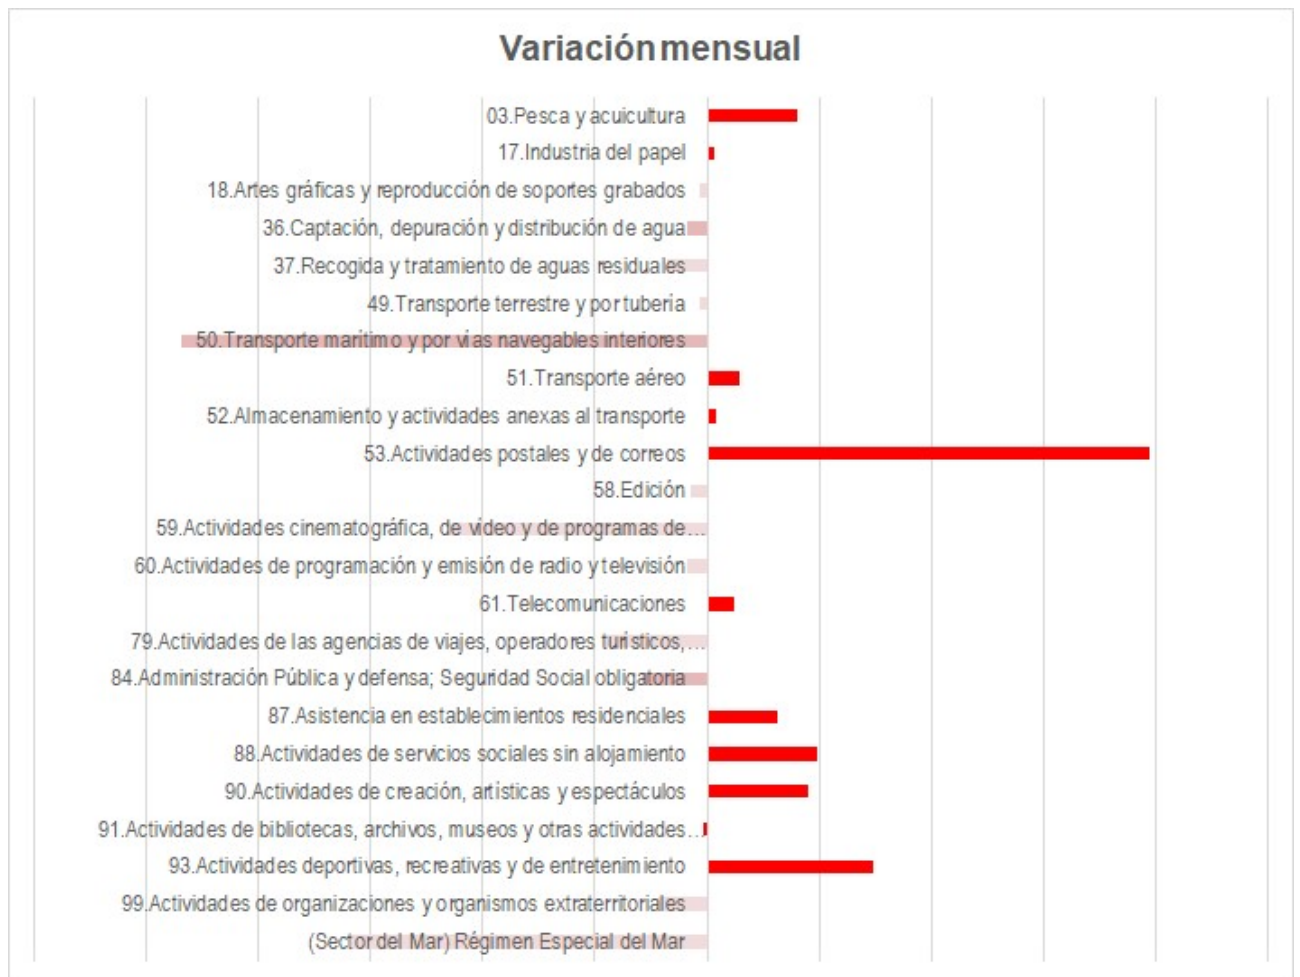 Variación mensual
03.Pesca y acuicultura
17.Industria del papel
18.Artes gráficas y reproducción de soportes grabados
36.Captación, depuración y distribución de agua
37.Recogida y tratamiento de aguas residuales
49.Transporte terrestre y por tubería
50.Transporte marítimo y por vías navegables interiores
51.Transporte aéreo
52.Almacenamiento y actividades anexas al transporte
53.Actividades postales y de correos
58.Edición
59.Actividades cinematográfica, de vídeo y de programas de…
60.Actividades de programación y emisión de radio y televisión
61.Telecomunicaciones
79.Actividades de las agencias de viajes, operadores turísticos,…
84.Administración Pública y defensa; Seguridad Social obligatoria
87.Asistencia en establecimientos residenciales
88.Actividades de servicios sociales sin alojamiento
90.Actividades de creación, artísticas y espectáculos
91.Actividades de bibliotecas, archivos, museos y otras actividades…
93.Actividades deportivas, recreativas y de entretenimiento
99.Actividades de organizaciones y organismos extraterritoriales
(Sector del Mar) Régimen Especial del Mar